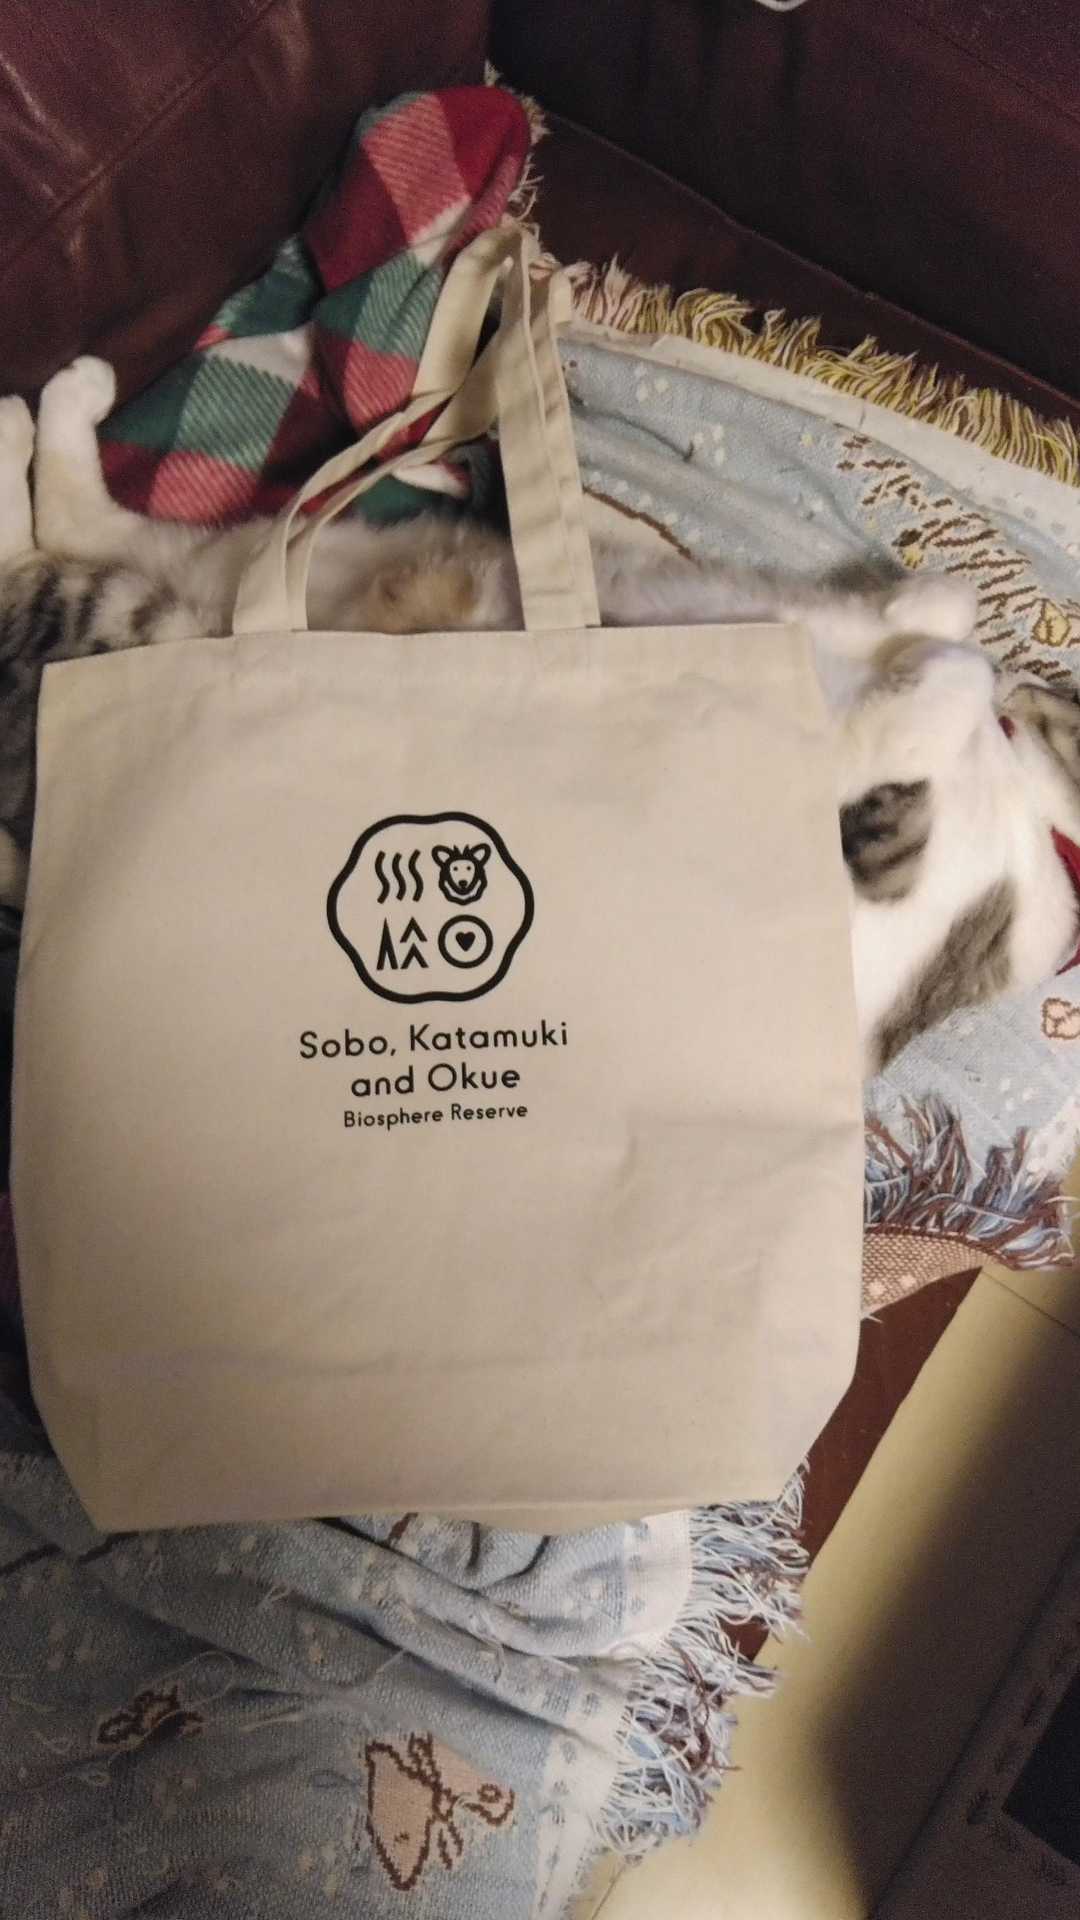 Sobo, Katamuki
and Okue
Biosphere Reserve